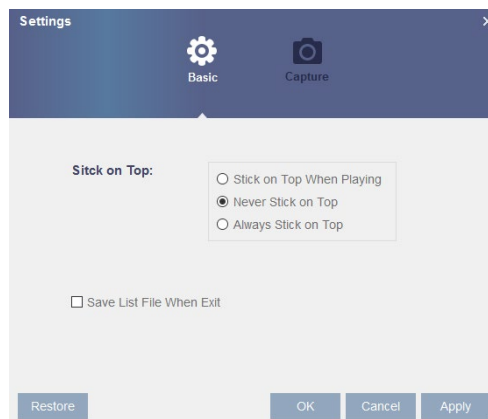 Settings
Basic
Capture
Sitck on Top:
Stick on Top When Playing
Never Stick on Top
Always Stick on Top
Save List File When Exit
Restore
OK
Cancel
Apply